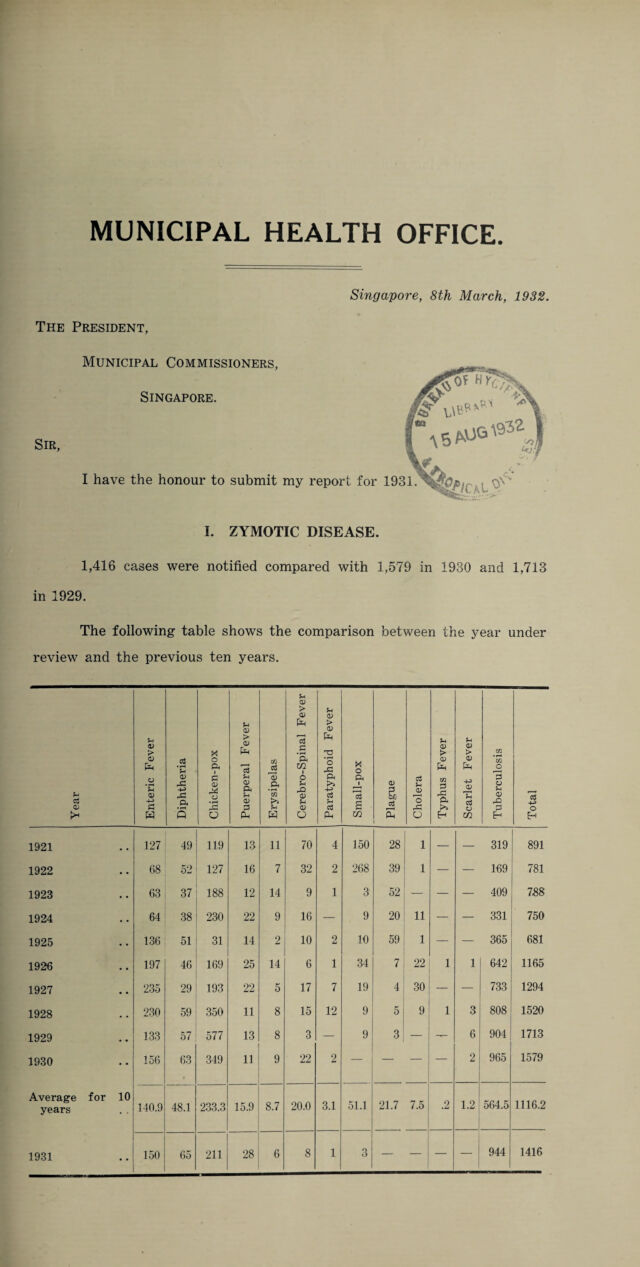 MUNICIPAL HEALTH OFFICE.
Singapore, 8th March, 1932.
THE PRESIDENT,
MUNICIPAL COMMISSIONERS,
SINGAPORE.
BUREAU OF HYGIENE
LIBRARY
15 AUG 1932
& TROPICAL DISEASES
SIR,
I have the honour to submit my report for 1931.
I. ZYMOTIC DISEASE.
1,416 cases were notified compared with 1,579 in 1930 and 1,713
in 1929.
The following table shows the comparison between the year under
review and the previous ten years.
Year Enteric Fever Diphtheria Chicken-pox Puerperal Fever Erysipelas Cerebro-Spinal Fever Paratyphoid Fever Small-pox Plague Cholera Typhus Fever Scarlet Fever Tuberculosis Total
1921 .. 127 49 119 13 11 70 4 150 28 1 — — 319 891
1922 .. 68 52 127 16 7 32 2 268 39 1 — — 169 781
1923 .. 63 37 188 12 14 9 1 3 52 — — — 409 788
1924 .. 64 38 230 22 9 16 — 9 20 11 — — 331 750
1925 .. 136 51 31 14 2 10 2 10 59 1 — — 365 681
1926 .. 197 46 169 25 14 6 1 34 7 22 1 1 642 1165
1927 .. 235 29 193 22 5 17 7 19 4 30 — — 733 1294
1928 .. 230 59 350 11 8 15 12 9 5 9 1 3 808 1520
1929 .. 133 57 577 13 8 3 — 9 3 — — 6 904 1713
1930 .. 156 63 349 11 9 22 2 — — — — 2 965 1579
Average for 10
years .. 140.9 48.1 233.3 15.9 8.7 20.0 3.1 51.1 21.7 7.5 .2 1.2 564.5 1116.2
1931 .. 150 65 211 28 6 8 1 3 — — — — 944 1416